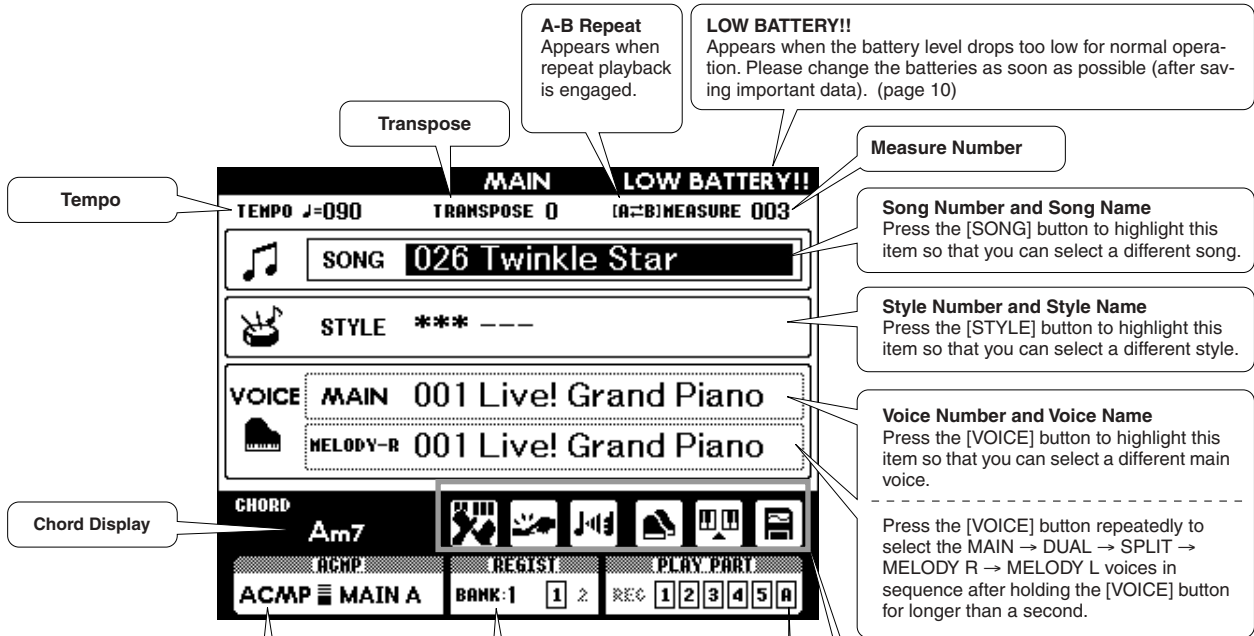 A-B Repeat
Appears when
repeat playback
is engaged.
LOW BATTERY!!
Appears when the battery level drops too low for normal opera-
tion. Please change the batteries as soon as possible (after sav-
ing important data).  (page 10)
Transpose
Measure Number
Tempo
MAIN LOW BATTERY!!
TEMPO ♩=090 TRANSPOSE 0 [A⇄B]MEASURE 003
SONG 026 Twinkle Star
STYLE *** ---
VOICE MAIN 001 Live! Grand Piano
MELODY-R 001 Live! Grand Piano
Song Number and Song Name
Press the [SONG] button to highlight this
item so that you can select a different song.
Style Number and Style Name
Press the [STYLE] button to highlight this
item so that you can select a different style.
Voice Number and Voice Name
Press the [VOICE] button to highlight this
item so that you can select a different main
voice.
Press the [VOICE] button repeatedly to
select the MAIN → DUAL → SPLIT →
MELODY R → MELODY L voices in
sequence after holding the [VOICE] button
for longer than a second.
Chord Display
CHORD
Am7
ACMP REGIST PLAY PART
ACMP MAIN A BANK:1 1 2 REC 1 2 3 4 5 A